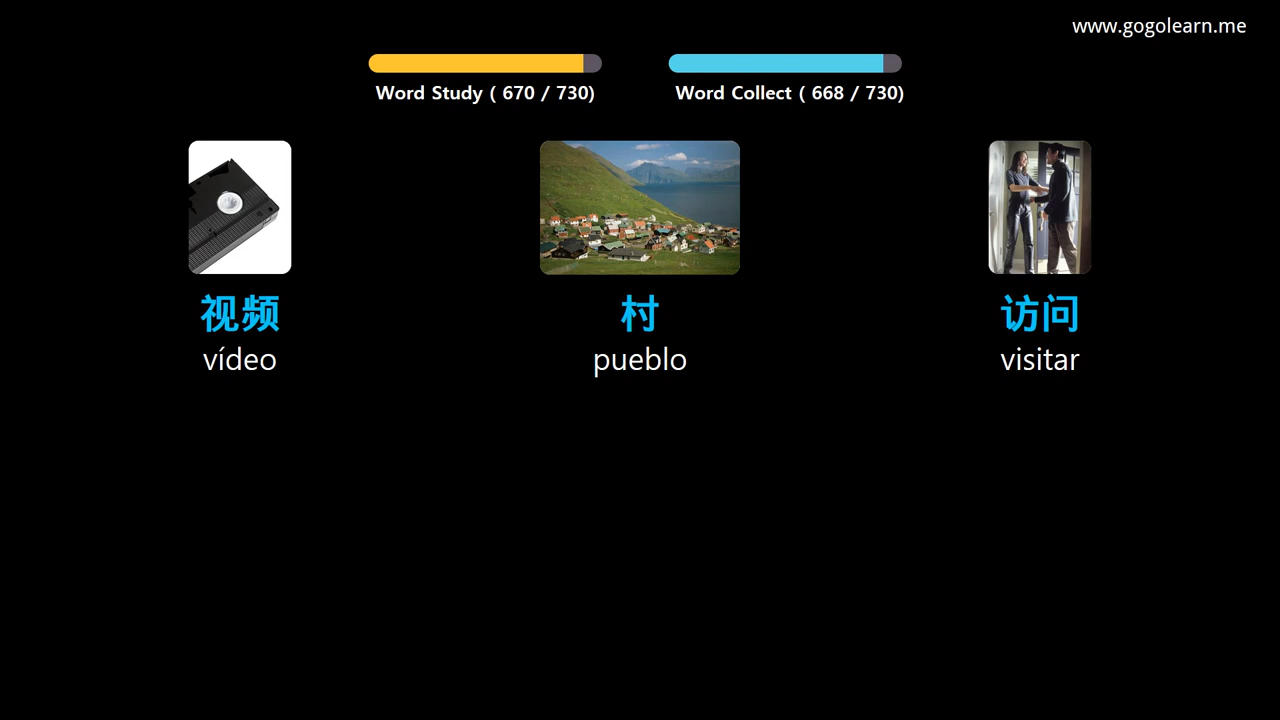 www.gogolearn.me
Word Study ( 670 / 730)
Word Collect ( 668 / 730)
视频
村
访问
vídeo
pueblo
visitar